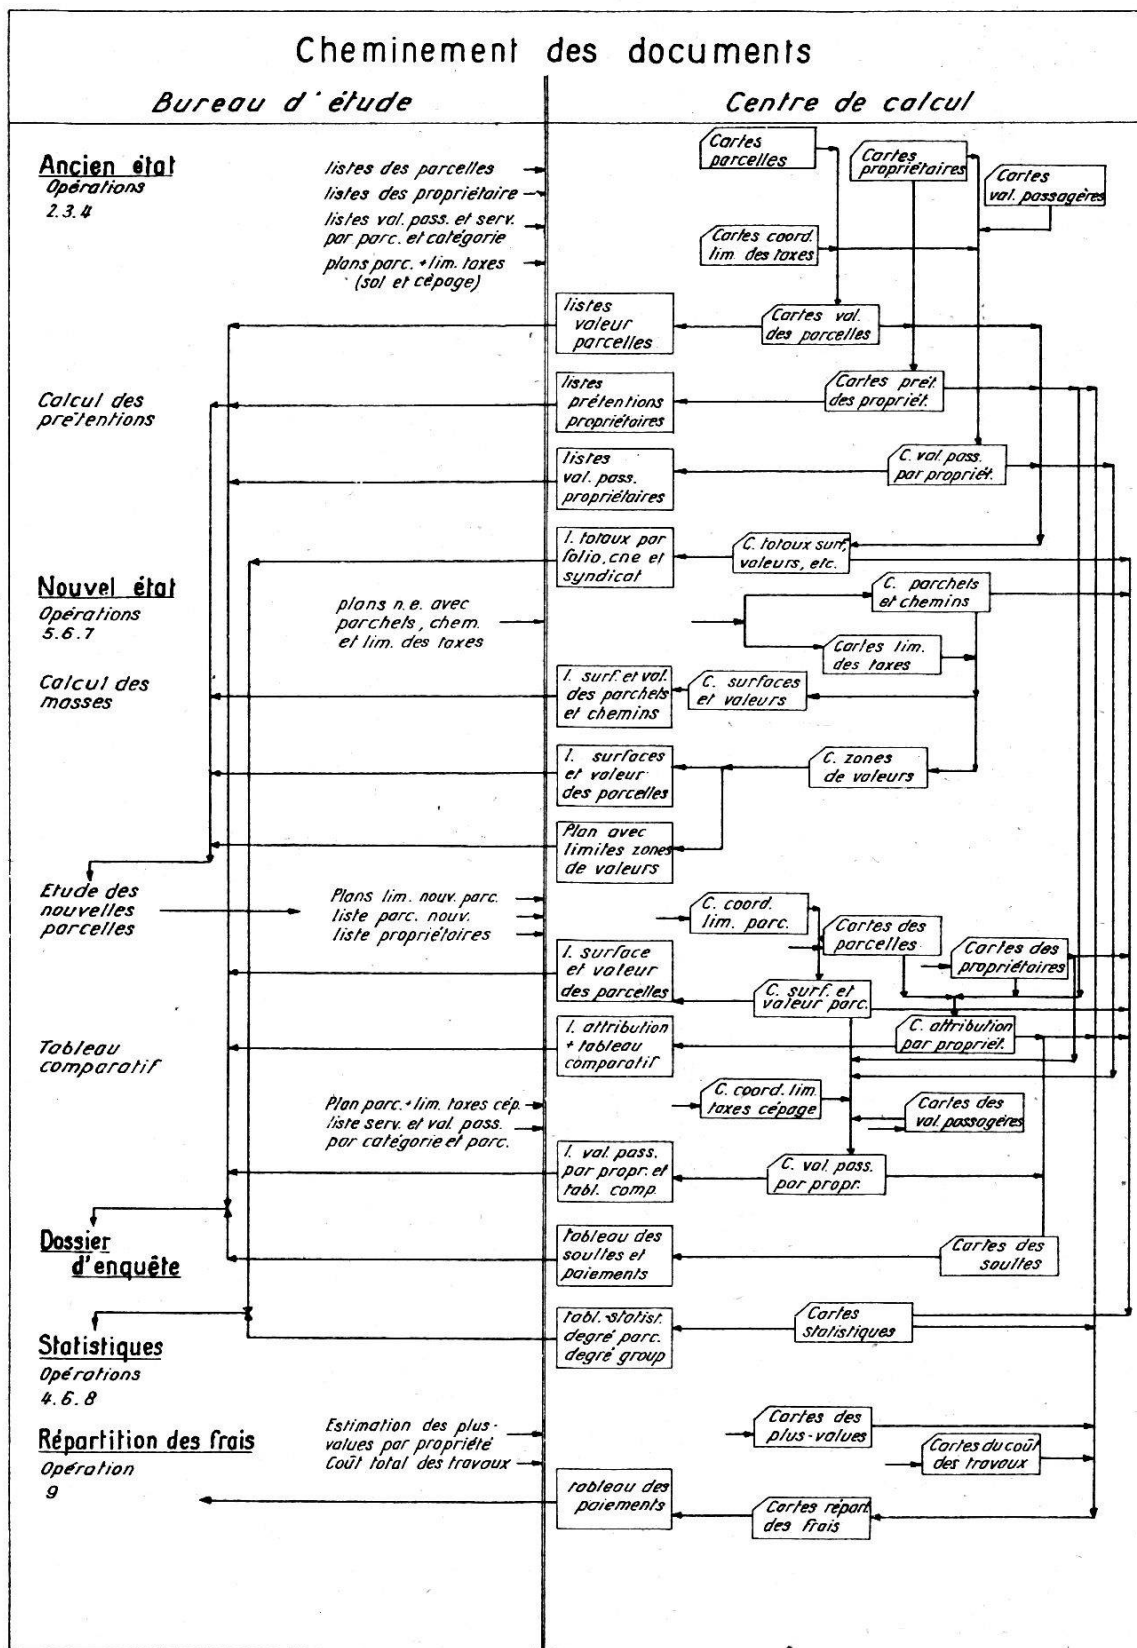 Cheminement des documents
Bureau d'étude
Centre de calcul
Ancien état
Opérations
2.3.4
listes des parcelles
listes des propriétaire
listes val. pass. et serv.
par parc. et catégorie
plans parc. + lim. taxes
(sol et cépage)
Cartes
parcelles
Cartes
propriétaires
Cartes
val. passagères
Cartes coord.
lim. des taxes
listes
valeur
parcelles
Cartes val.
des parcelles
Calcul des
prétentions
listes
prétentions
propriétaires
Cartes prét.
des propriét.
listes
val. pass.
propriétaires
C. val. pass.
par propriét.
l. totaux par
folio, cne et
syndicat
C. totaux surf,
valeurs, etc.
Nouvel état
Opérations
5.6.7
plans n.e. avec
parchets, chem.
et lim. des taxes
C. parchets
et chemins
Cartes lim.
des taxes
Calcul des
masses
l. surf. et val.
des parchets
et chemins
C. surfaces
et valeurs
l. surfaces
et valeur
des parcelles
C. zones
de valeurs
Plan avec
limites zones
de valeurs
Etude des
nouvelles
parcelles
Plans lim. nouv. parc.
liste parc. nouv.
liste propriétaires
C. coord.
lim. parc.
Cartes des
parcelles
Cartes des
propriétaires
l. surface
et valeur
des parcelles
C. surf. et
valeur parc.
Tableau
comparatif
l. attribution
+ tableau
comparatif
C. attribution
par propriét.
Plan parc. + lim. taxes cép.
liste serv. et val. pass.
par catégorie et parc.
C. coord. lim.
taxes cépage
Cartes des
val. passagères
l. val. pass.
par propr. et
tabl. comp.
C. val. pass.
par propr.
Dossier
d'enquête
tableau des
soultes et
paiements
Cartes des
soultes
Statistiques
Opérations
4.6.8
tabl. statist.
degré parc.
degré group
Cartes
statistiques
Répartition des frais
Opération
9
Estimation des plus-
values par propriété
Coût total des travaux
Cartes des
plus-values
Cartes du coût
des travaux
tableau des
paiements
Cartes répart.
des frais